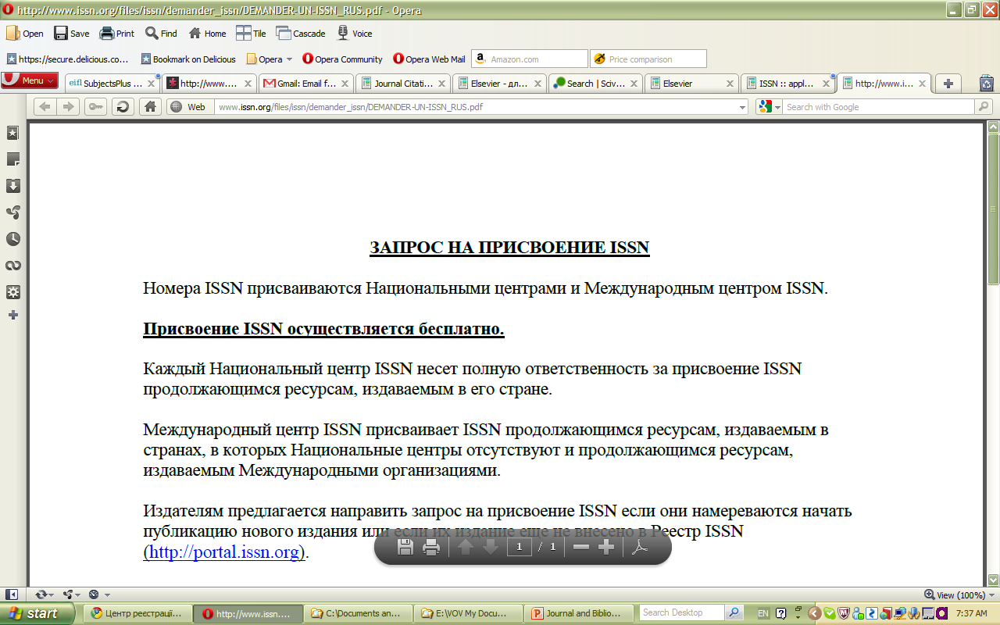 http://www.issn.org/files/issn/demander_issn/DEMANDER-UN-ISSN_RUS.pdf - Opera
Open Save Print Find Home Tile Cascade Voice
https://secure.delicious.co... Bookmark on Delicious Opera Opera Community Opera Web Mail Amazon.com Price comparison
Menu SubjectsPlus ... http://www.... Gmail: Email f... Journal Citati... Elsevier - дл... Search | Sciv... Elsevier ISSN :: appl... http://www.i...
Web www.issn.org/files/issn/demander_issn/DEMANDER-UN-ISSN_RUS.pdf Search with Google
ЗАПРОС НА ПРИСВОЕНИЕ ISSN
Номера ISSN присваиваются Национальными центрами и Международным центром ISSN.
Присвоение ISSN осуществляется бесплатно.
Каждый Национальный центр ISSN несет полную ответственность за присвоение ISSN
продолжающимся ресурсам, издаваемым в его стране.
Международный центр ISSN присваивает ISSN продолжающимся ресурсам, издаваемым в
странах, в которых Национальные центры отсутствуют и продолжающимся ресурсам,
издаваемым Международными организациями.
Издателям предлагается направить запрос на присвоение ISSN если они намереваются начать
публикацию нового издания или если их издание еще не внесено в Реестр ISSN
(http://portal.issn.org).
1 / 1
View (100%)
start Центр реєстрації... http://www.issn.... C:\Documents an... E:\VOV My Docu... Journal and Biblio... Search Desktop EN 7:37 AM